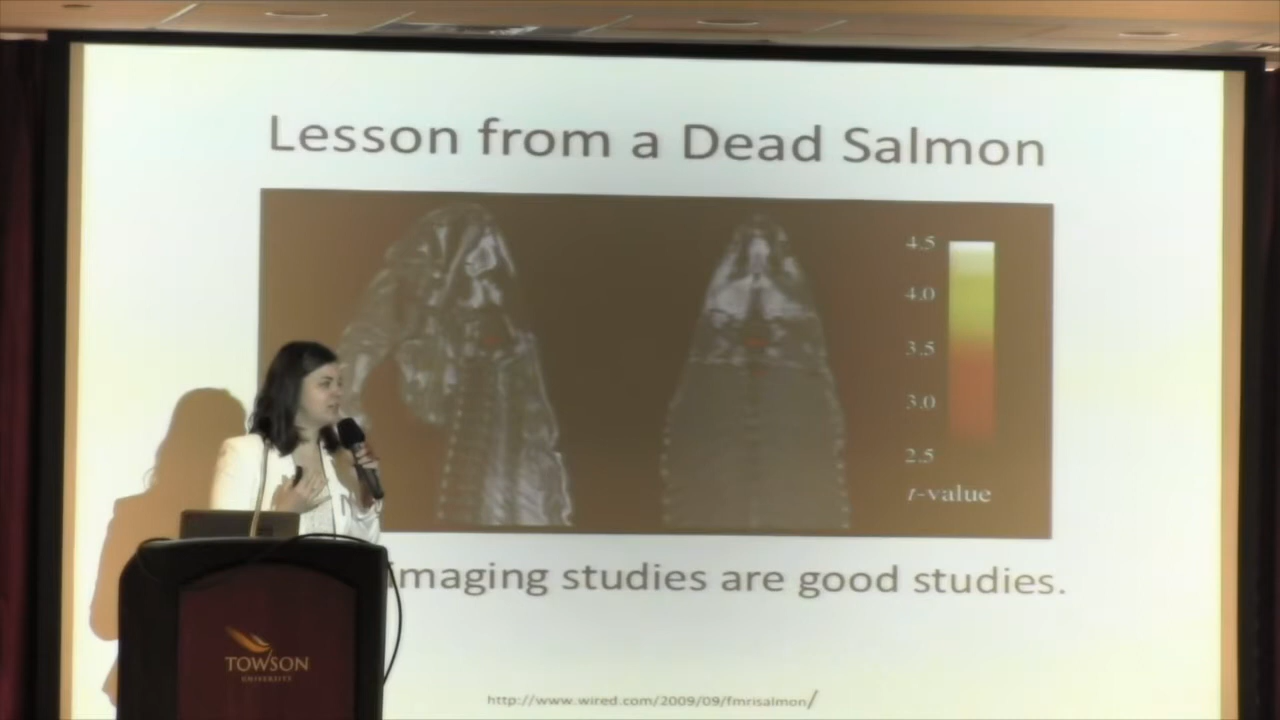 Lesson from a Dead Salmon
4.5
4.0
3.5
3.0
2.5
t-value
imaging studies are good studies.
http://www.wired.com/2009/09/fmrisalmon/
TOWSON
UNIVERSITY